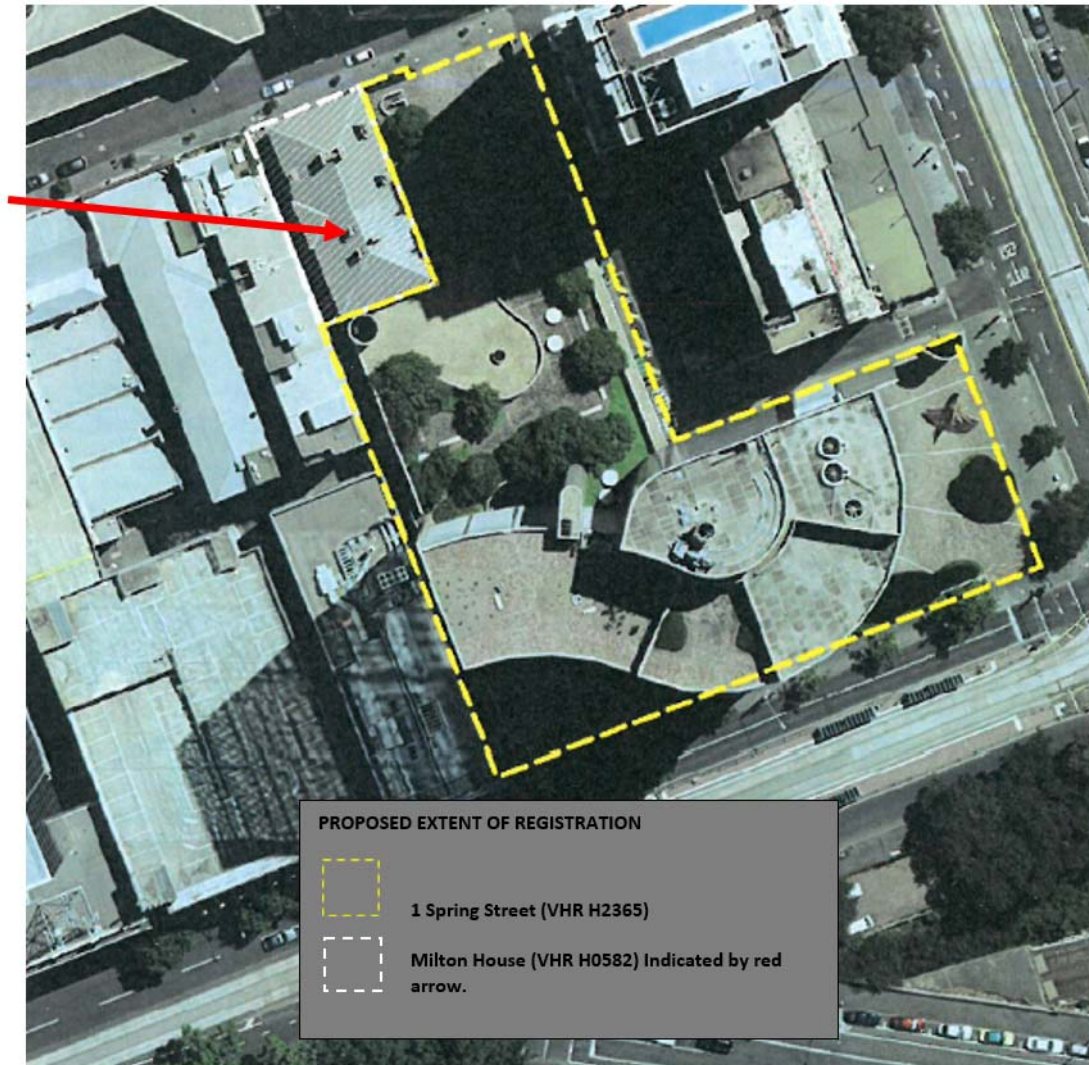 PROPOSED EXTENT OF REGISTRATION
1 Spring Street (VHR H2365)
Milton House (VHR H0582) Indicated by red
arrow.